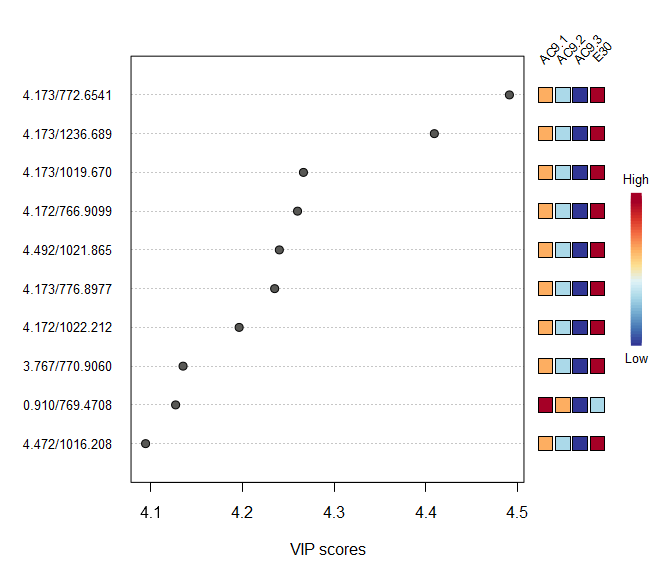 AC9.1 AC9.2 AC9.3 E30
4.173/772.6541
4.173/1236.689
4.173/1019.670
4.172/766.9099
4.492/1021.865
4.173/776.8977
4.172/1022.212
3.767/770.9060
0.910/769.4708
4.472/1016.208
High
Low
4.1 4.2 4.3 4.4 4.5
VIP scores